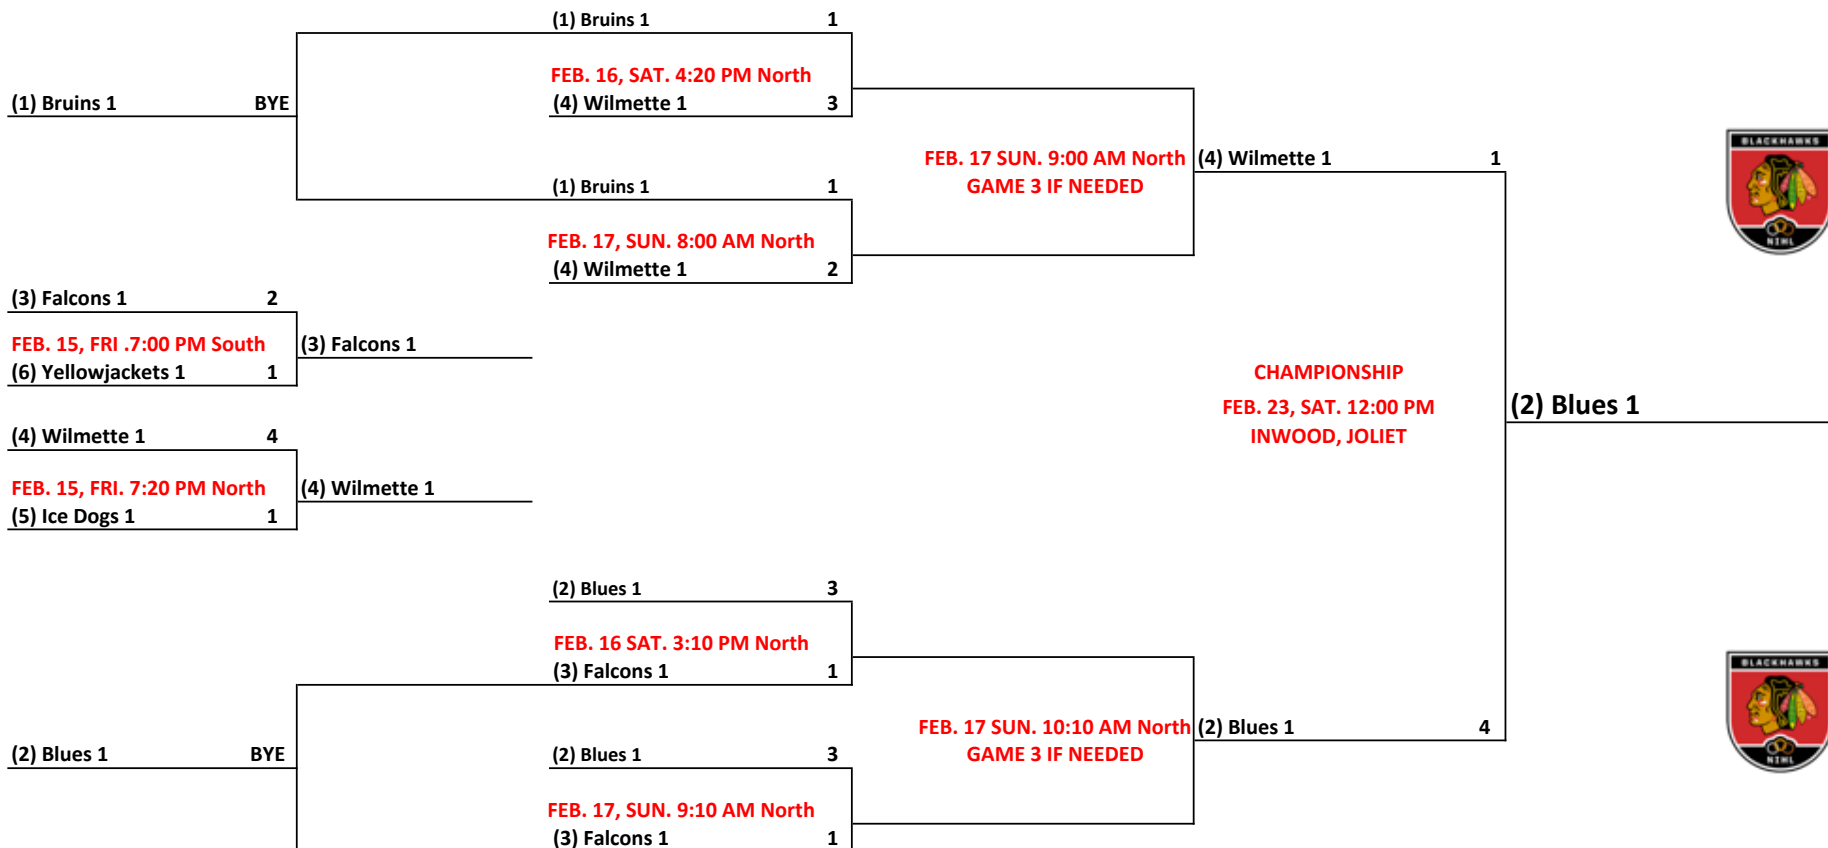 (1) Bruins 1 1
FEB. 16, SAT. 4:20 PM North
(1) Bruins 1 BYE
(4) Wilmette 1 3
FEB. 17 SUN. 9:00 AM North
GAME 3 IF NEEDED
(4) Wilmette 1 1
(1) Bruins 1 1
FEB. 17, SUN. 8:00 AM North
(4) Wilmette 1 2
(3) Falcons 1 2
FEB. 15, FRI .7:00 PM South
(6) Yellowjackets 1 1
(3) Falcons 1
(4) Wilmette 1 4
FEB. 15, FRI. 7:20 PM North
(5) Ice Dogs 1 1
(4) Wilmette 1
CHAMPIONSHIP
FEB. 23, SAT. 12:00 PM
INWOOD, JOLIET
(2) Blues 1
(2) Blues 1 3
FEB. 16 SAT. 3:10 PM North
(3) Falcons 1 1
FEB. 17 SUN. 10:10 AM North
GAME 3 IF NEEDED
(2) Blues 1 4
(2) Blues 1 BYE
(2) Blues 1 3
FEB. 17, SUN. 9:10 AM North
(3) Falcons 1 1
BLACKHAWKS
NIHL
BLACKHAWKS
NIHL